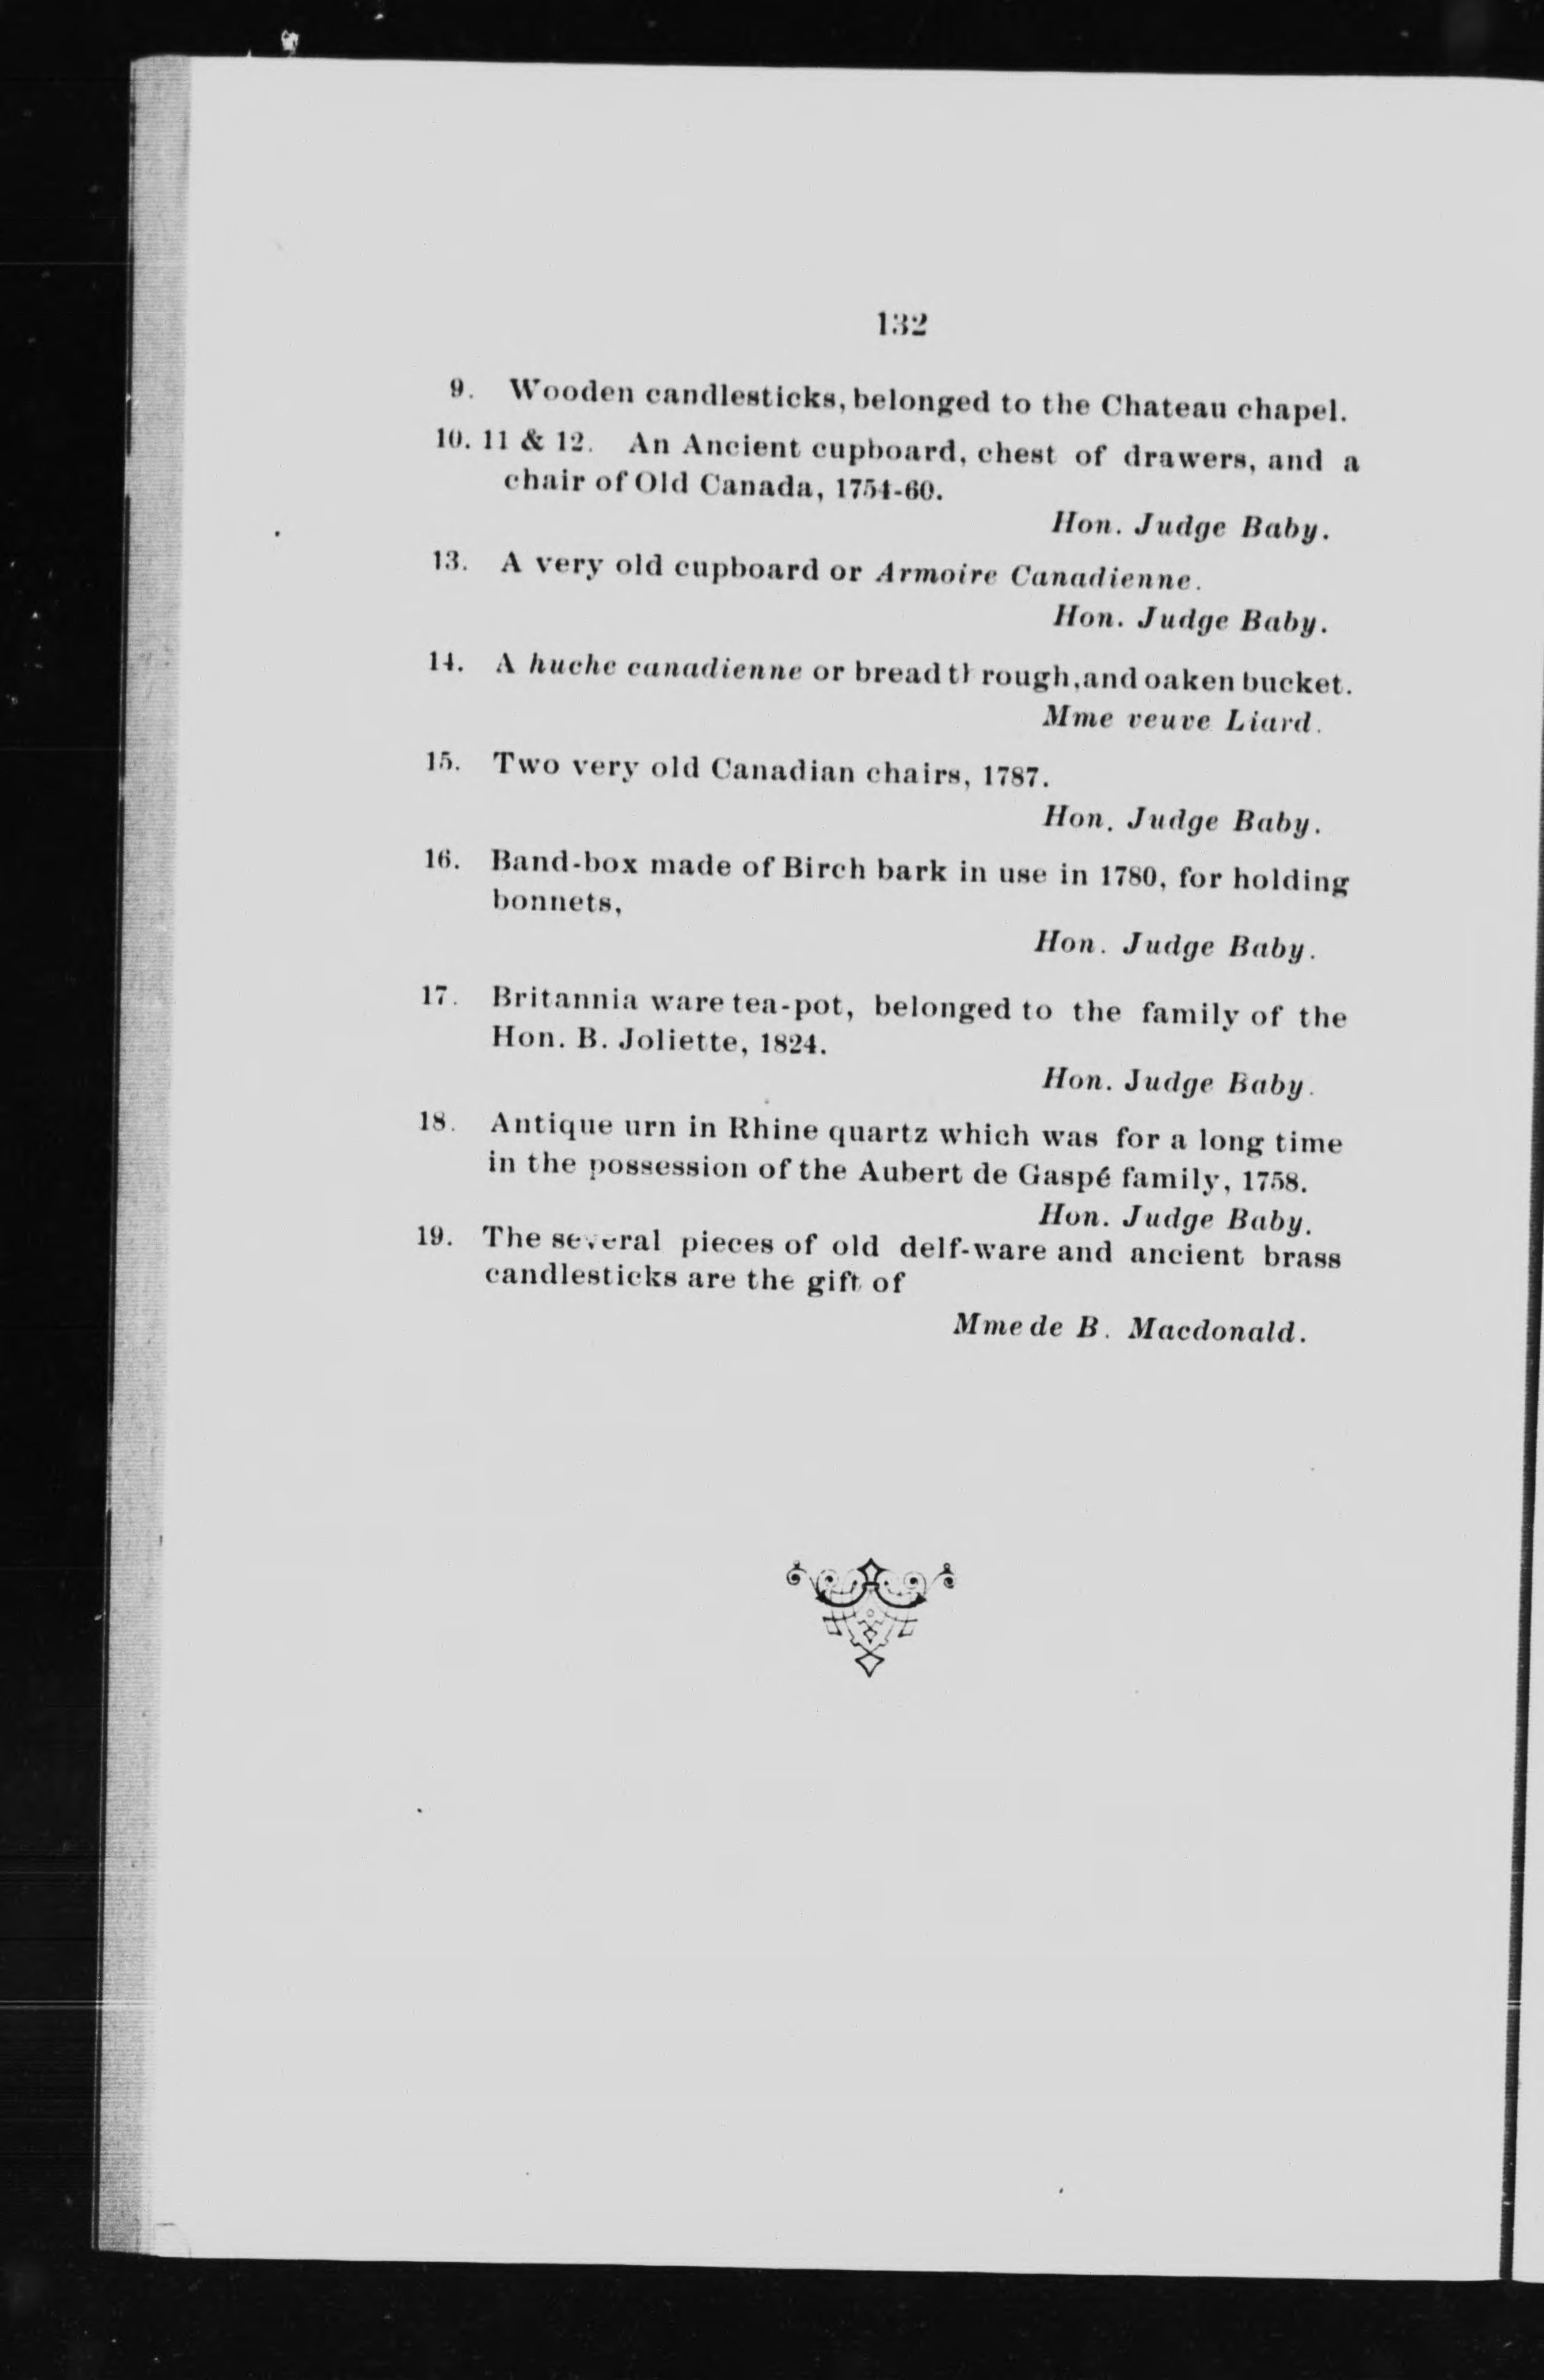 132
9. Wooden candlesticks, belonged to the Chateau chapel.
10. 11 & 12. An Ancient cupboard, chest of drawers, and a
chair of Old Canada, 1754-60.
Hon. Judge Baby.
13. A very old cupboard or Armoire Canadienne.
Hon. Judge Baby.
14. A huche canadienne or bread through, and oaken bucket.
Mme veuve Liard.
15. Two very old Canadian chairs, 1787.
Hon. Judge Baby.
16. Band-box made of Birch bark in use in 1780, for holding
bonnets,
Hon. Judge Baby.
17. Britannia ware tea-pot, belonged to the family of the
Hon. B. Joliette, 1824.
Hon. Judge Baby.
18. Antique urn in Rhine quartz which was for a long time
in the possession of the Aubert de Gaspé family, 1758.
Hon. Judge Baby.
19. The several pieces of old delf-ware and ancient brass
candlesticks are the gift of
Mme de B. Macdonald.